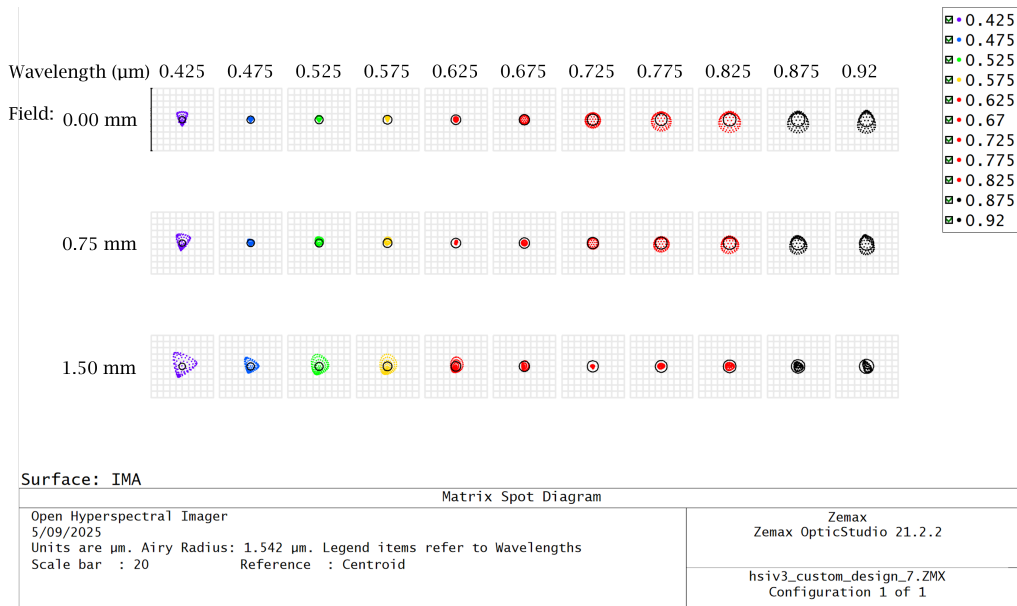 0.425
0.475
0.525
0.575
0.625
0.67
0.725
0.775
0.825
0.875
0.92
Wavelength (µm) 0.425 0.475 0.525 0.575 0.625 0.675 0.725 0.775 0.825 0.875 0.92
Field: 0.00 mm
0.75 mm
1.50 mm
Surface: IMA
Matrix Spot Diagram
Open Hyperspectral Imager
5/09/2025
Units are µm. Airy Radius: 1.542 µm. Legend items refer to Wavelengths
Scale bar : 20 Reference : Centroid
Zemax
Zemax OpticStudio 21.2.2
hsiv3_custom_design_7.ZMX
Configuration 1 of 1